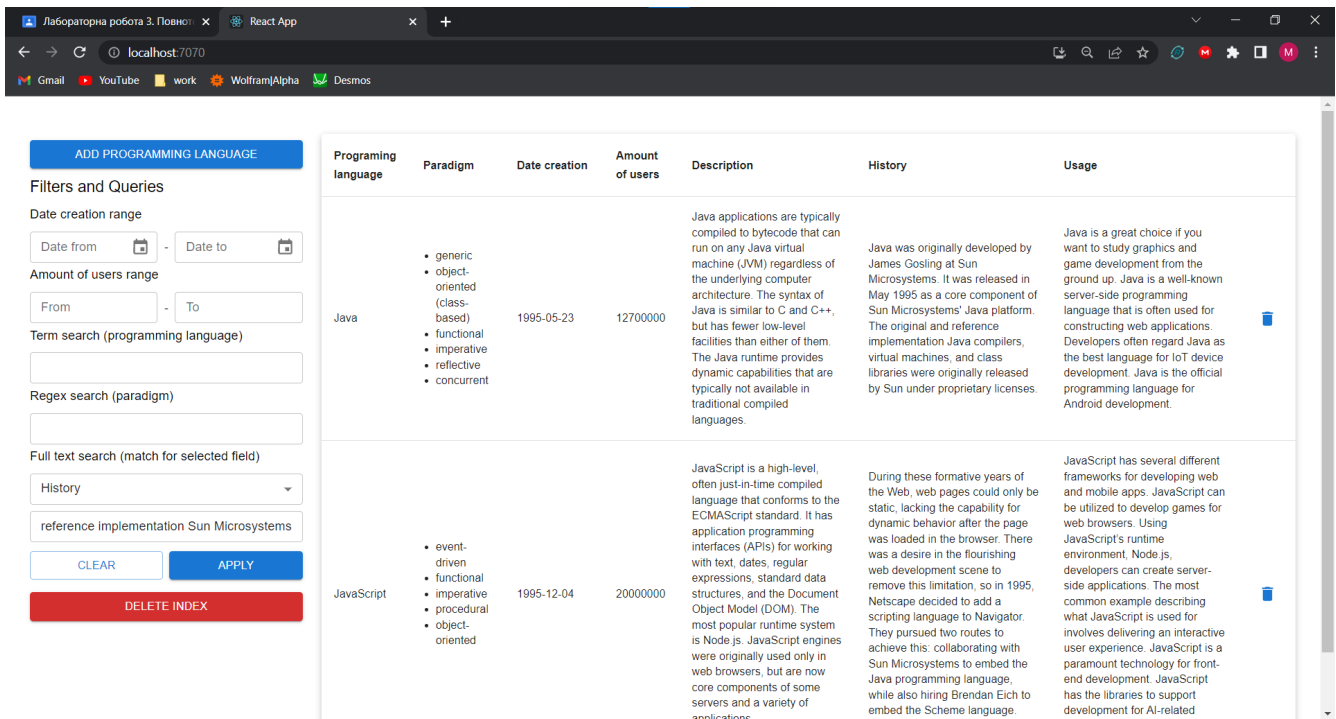 Лабораторна робота 3. Повнот
React App
localhost:7070
Gmail
YouTube
work
Wolfram|Alpha
Desmos
M
ADD PROGRAMMING LANGUAGE
Filters and Queries
Date creation range
Date from
-
Date to
Amount of users range
From
-
To
Term search (programming language)
Regex search (paradigm)
Full text search (match for selected field)
History
reference implementation Sun Microsystems
CLEAR
APPLY
DELETE INDEX
Programing
language
Paradigm
Date creation
Amount
of users
Description
History
Usage
Java
• generic
• object-
oriented
(class-
based)
• functional
• imperative
• reflective
• concurrent
1995-05-23
12700000
Java applications are typically
compiled to bytecode that can
run on any Java virtual
machine (JVM) regardless of
the underlying computer
architecture. The syntax of
Java is similar to C and C++,
but has fewer low-level
facilities than either of them.
The Java runtime provides
dynamic capabilities that are
typically not available in
traditional compiled
languages.
Java was originally developed by
James Gosling at Sun
Microsystems. It was released in
May 1995 as a core component of
Sun Microsystems' Java platform.
The original and reference
implementation Java compilers,
virtual machines, and class
libraries were originally released
by Sun under proprietary licenses.
Java is a great choice if you
want to study graphics and
game development from the
ground up. Java is a well-known
server-side programming
language that is often used for
constructing web applications.
Developers often regard Java as
the best language for IoT device
development. Java is the official
programming language for
Android development.
JavaScript
• event-
driven
• functional
• imperative
• procedural
• object-
oriented
1995-12-04
20000000
JavaScript is a high-level,
often just-in-time compiled
language that conforms to the
ECMAScript standard. It has
application programming
interfaces (APIs) for working
with text, dates, regular
expressions, standard data
structures, and the Document
Object Model (DOM). The
most popular runtime system
is Node.js. JavaScript engines
were originally used only in
web browsers, but are now
core components of some
servers and a variety of
applications.
During these formative years of
the Web, web pages could only be
static, lacking the capability for
dynamic behavior after the page
was loaded in the browser. There
was a desire in the flourishing
web development scene to
remove this limitation, so in 1995,
Netscape decided to add a
scripting language to Navigator.
They pursued two routes to
achieve this: collaborating with
Sun Microsystems to embed the
Java programming language,
while also hiring Brendan Eich to
embed the Scheme language.
JavaScript has several different
frameworks for developing web
and mobile apps. JavaScript can
be utilized to develop games for
web browsers. Using
JavaScript's runtime
environment, Node.js,
developers can create server-
side applications. The most
common example describing
what JavaScript is used for
involves delivering an interactive
user experience. JavaScript is a
paramount technology for front-
end development. JavaScript
has the libraries to support
development for AI-related